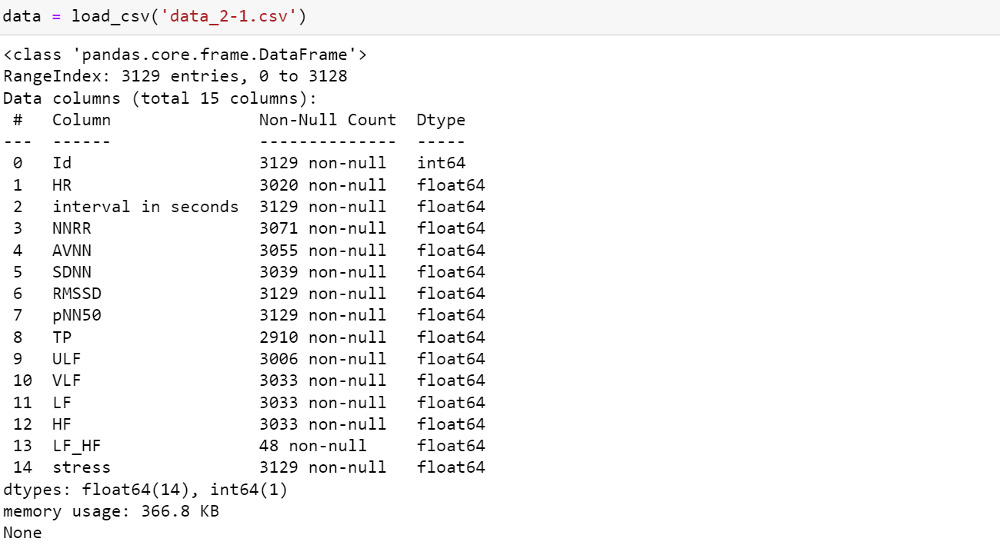 data = load_csv('data_2-1.csv')
<class 'pandas.core.frame.DataFrame'>
RangeIndex: 3129 entries, 0 to 3128
Data columns (total 15 columns):
 #   Column               Non-Null Count  Dtype
---  ------               --------------  -----
 0   Id                   3129 non-null   int64
 1   HR                   3020 non-null   float64
 2   interval in seconds  3129 non-null   float64
 3   NNRR                 3071 non-null   float64
 4   AVNN                 3055 non-null   float64
 5   SDNN                 3039 non-null   float64
 6   RMSSD                3129 non-null   float64
 7   pNN50                3129 non-null   float64
 8   TP                   2910 non-null   float64
 9   ULF                  3006 non-null   float64
 10  VLF                  3033 non-null   float64
 11  LF                   3033 non-null   float64
 12  HF                   3033 non-null   float64
 13  LF_HF                48 non-null     float64
 14  stress               3129 non-null   float64
dtypes: float64(14), int64(1)
memory usage: 366.8 KB
None